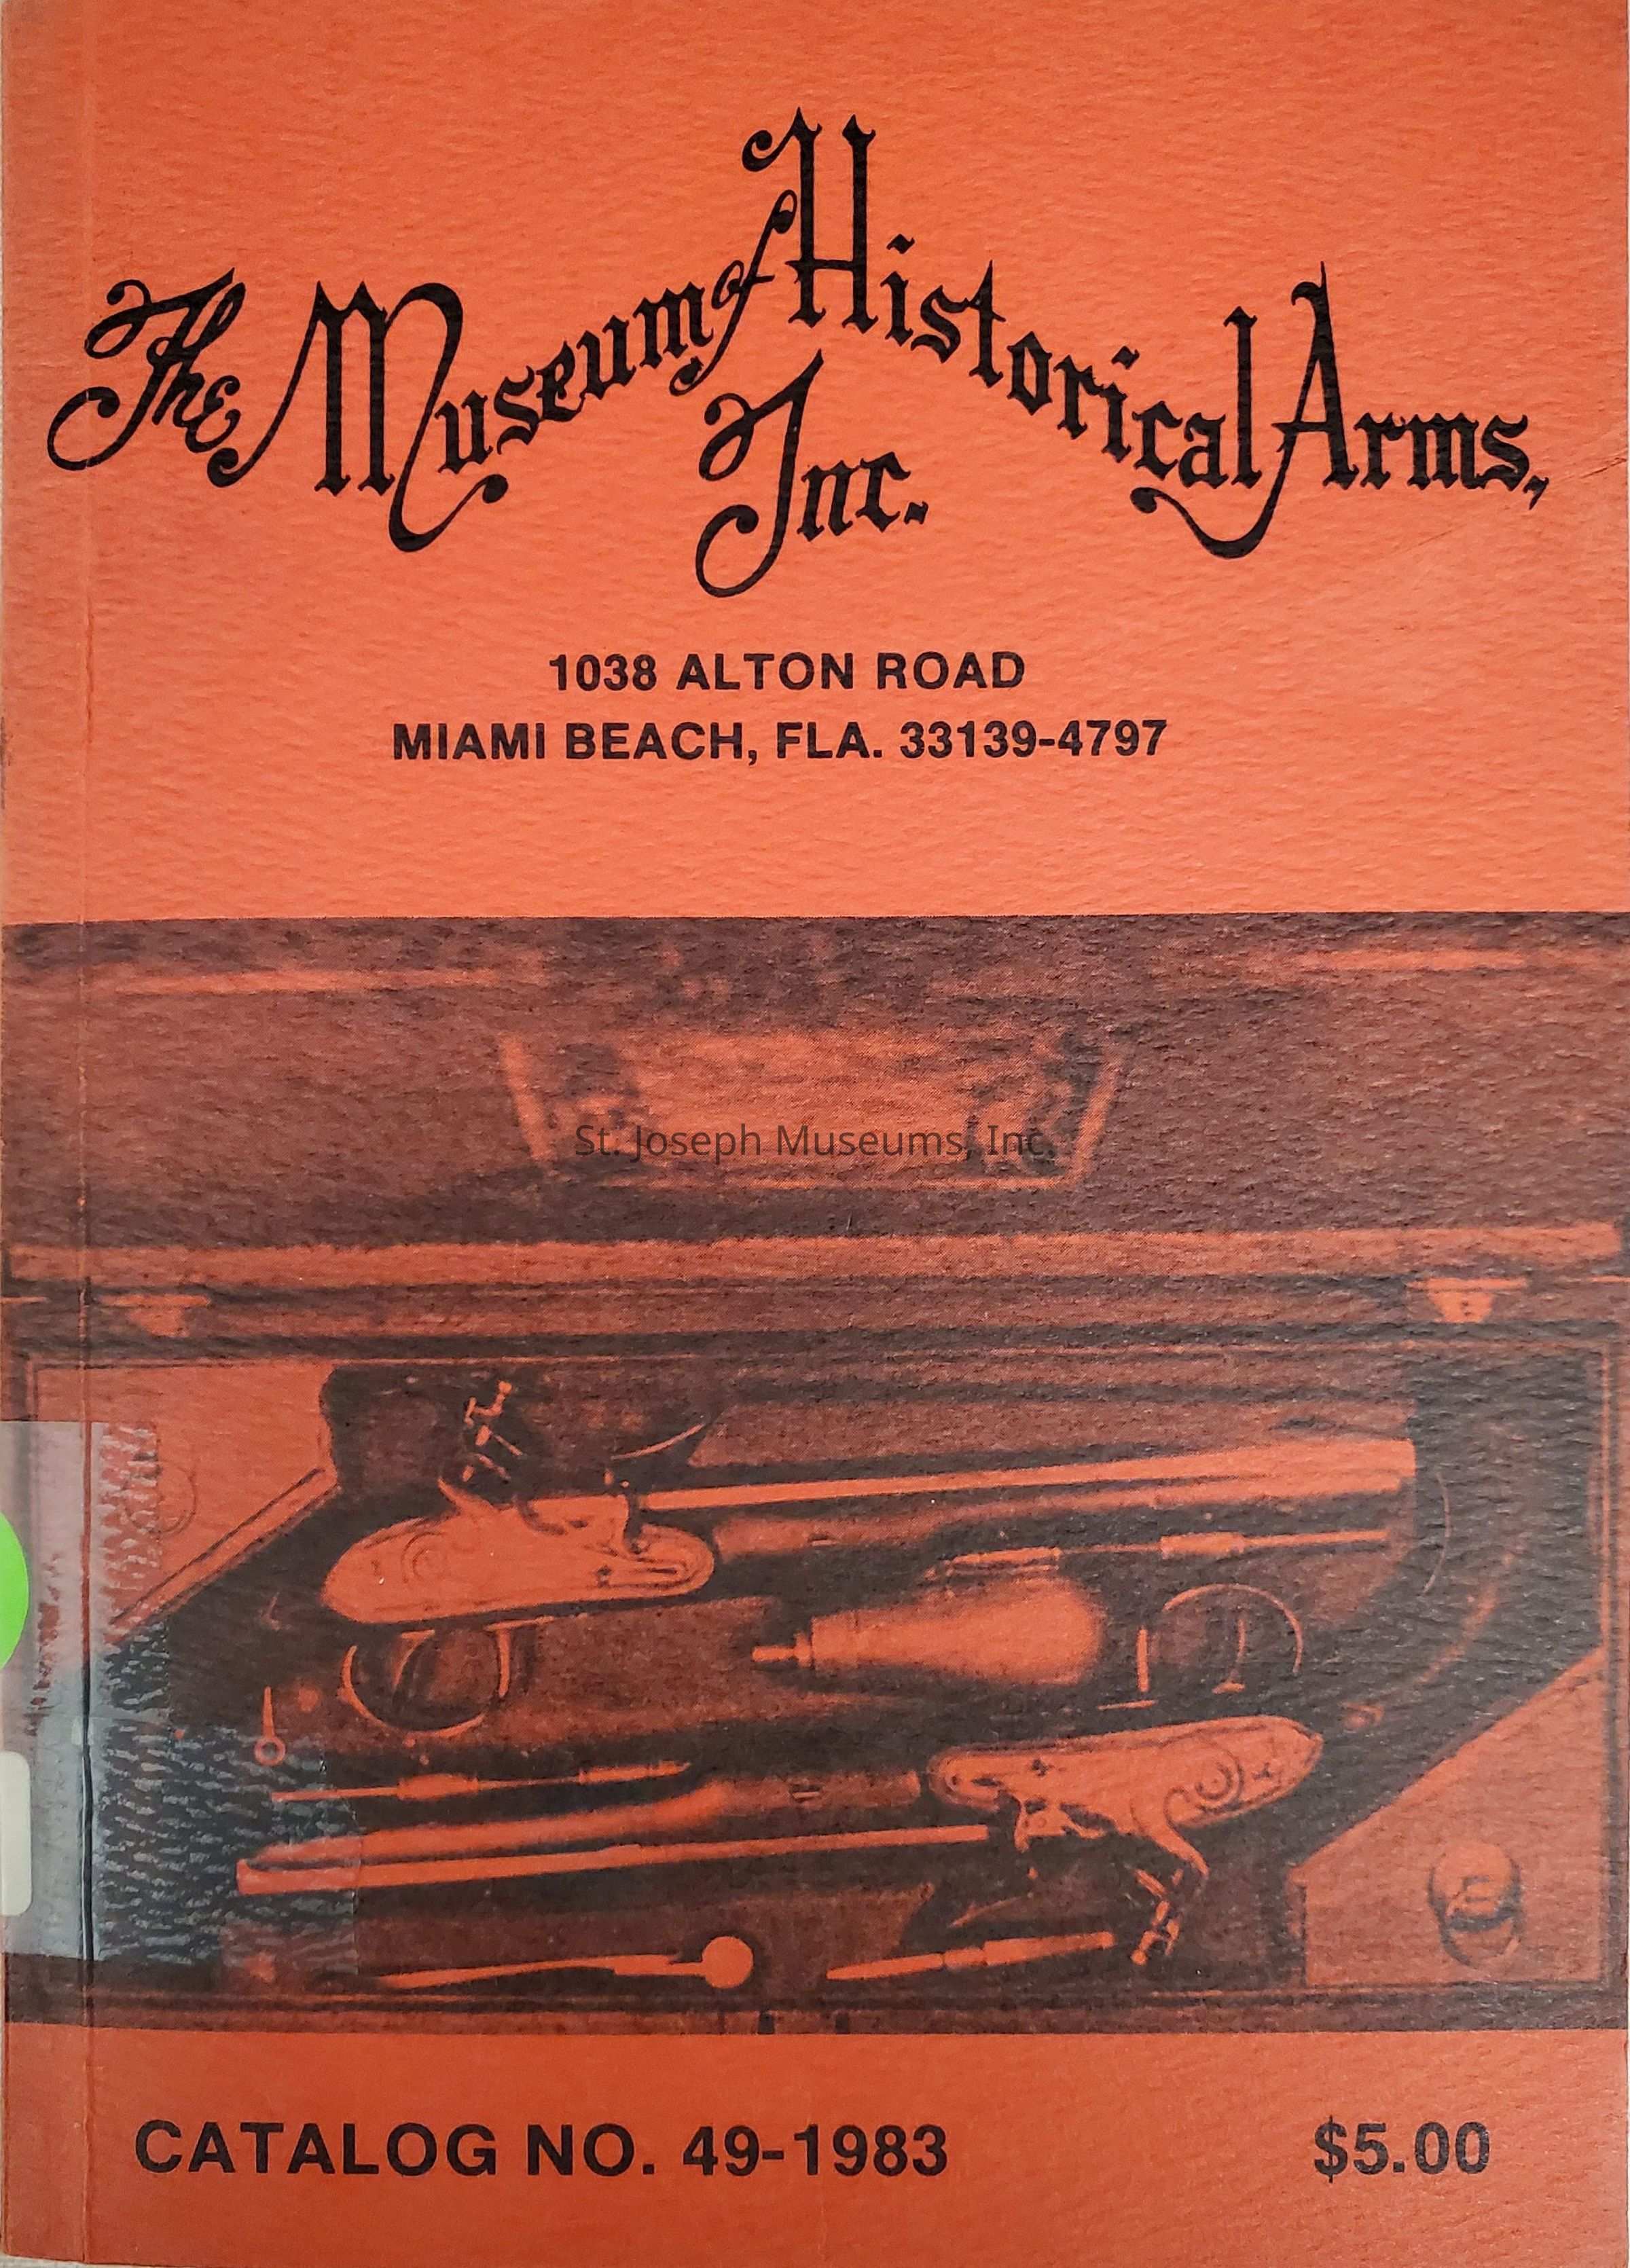 The Museum of Historical Arms,
Inc.
1038 ALTON ROAD
MIAMI BEACH, FLA. 33139-4797
St. Joseph Museums, Inc.
CATALOG NO. 49-1983
$5.00